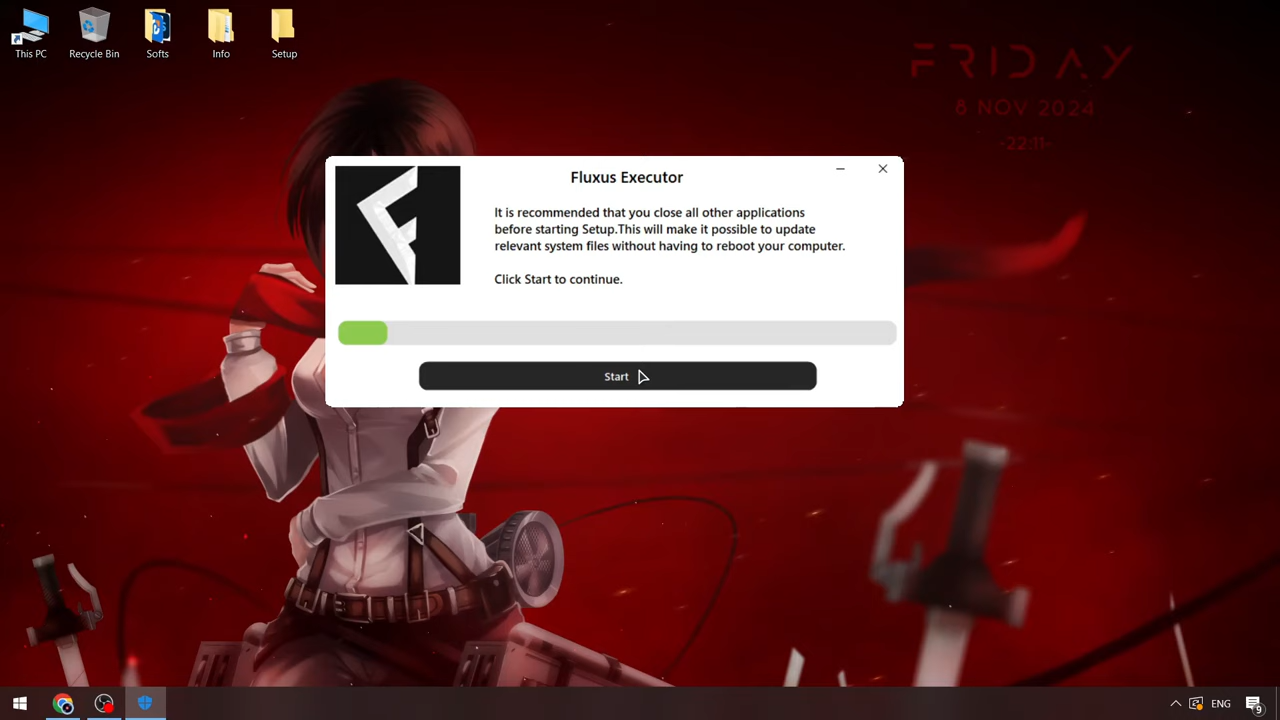 This PC
Recycle Bin
Softs
Info
Setup
FRIDAY
8 NOV 2024
-22:11-
Fluxus Executor
It is recommended that you close all other applications
before starting Setup.This will make it possible to update
relevant system files without having to reboot your computer.
Click Start to continue.
Start
ENG
9